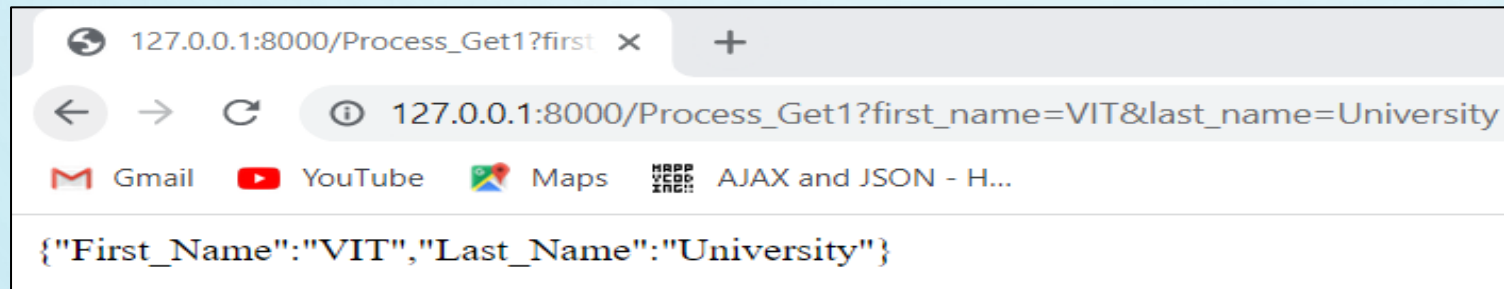 127.0.0.1:8000/Process_Get1?first
127.0.0.1:8000/Process_Get1?first_name=VIT&last_name=University
Gmail YouTube Maps AJAX and JSON - H...
{"First_Name":"VIT","Last_Name":"University"}